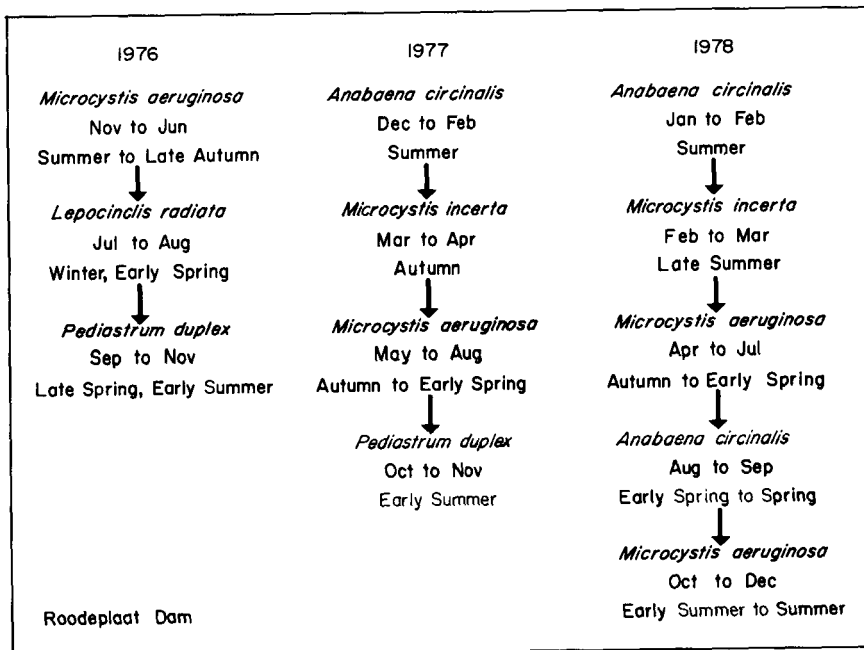 1976
Microcystis aeruginosa
Nov to Jun
Summer to Late Autumn
Lepocinclis radiata
Jul to Aug
Winter, Early Spring
Pediastrum duplex
Sep to Nov
Late Spring, Early Summer
1977
Anabaena circinalis
Dec to Feb
Summer
Microcystis incerta
Mar to Apr
Autumn
Microcystis aeruginosa
May to Aug
Autumn to Early Spring
Pediastrum duplex
Oct to Nov
Early Summer
1978
Anabaena circinalis
Jan to Feb
Summer
Microcystis incerta
Feb to Mar
Late Summer
Microcystis aeruginosa
Apr to Jul
Autumn to Early Spring
Anabaena circinalis
Aug to Sep
Early Spring to Spring
Microcystis aeruginosa
Oct to Dec
Early Summer to Summer
Roodeplaat Dam